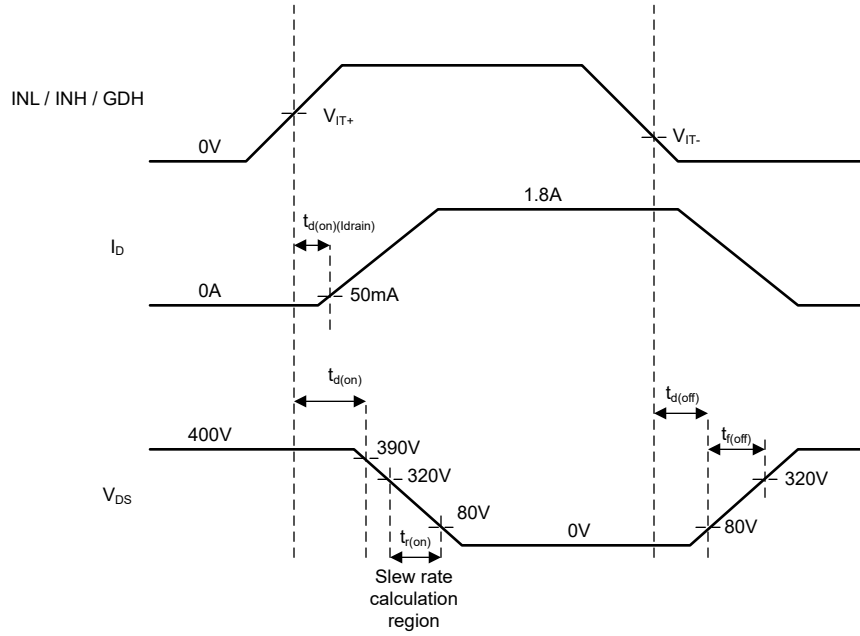 INL / INH / GDH
V_IT+
V_IT-
0V
1.8A
t_d(on)(Idrain)
I_D
0A
50mA
t_d(on)
t_d(off)
t_f(off)
400V
390V
320V
320V
V_DS
80V
0V
80V
t_r(on)
Slew rate
calculation
region